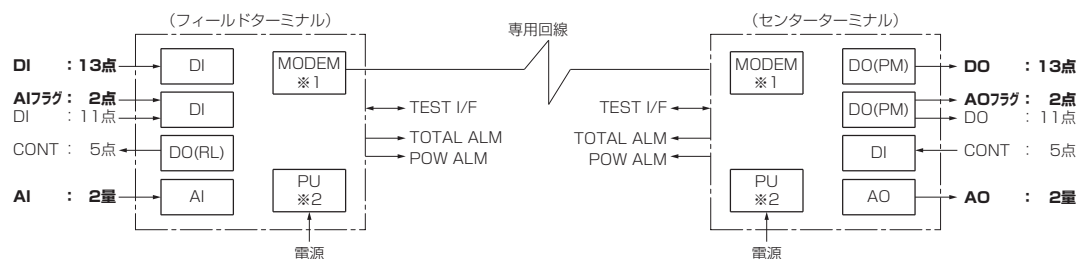 （フィールドターミナル）
DI ：13点
DI
AIフラグ： 2点
DI ：11点
DI
CONT： 5点
DO(RL)
AI ： 2量
AI
MODEM
※1
PU
※2
電源
TEST I/F
TOTAL ALM
POW ALM
専用回線
（センターターミナル）
TEST I/F
TOTAL ALM
POW ALM
MODEM
※1
PU
※2
電源
DO(PM)
DO ：13点
DO(PM)
AOフラグ： 2点
DO ：11点
DI
CONT ： 5点
AO
AO ： 2量